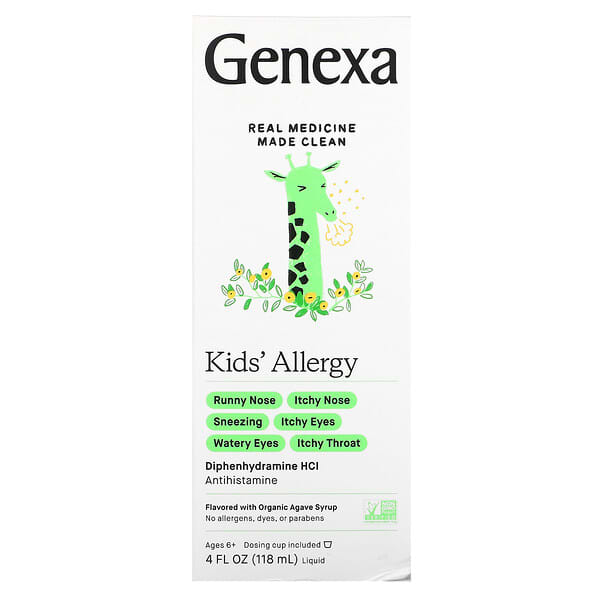 Genexa
REAL MEDICINE
MADE CLEAN
Kids' Allergy
Runny Nose
Itchy Nose
Sneezing
Itchy Eyes
Watery Eyes
Itchy Throat
Diphenhydramine HCl
Antihistamine
Flavored with Organic Agave Syrup
No allergens, dyes, or parabens
Ages 6+ Dosing cup included
4 FL OZ (118 mL) Liquid